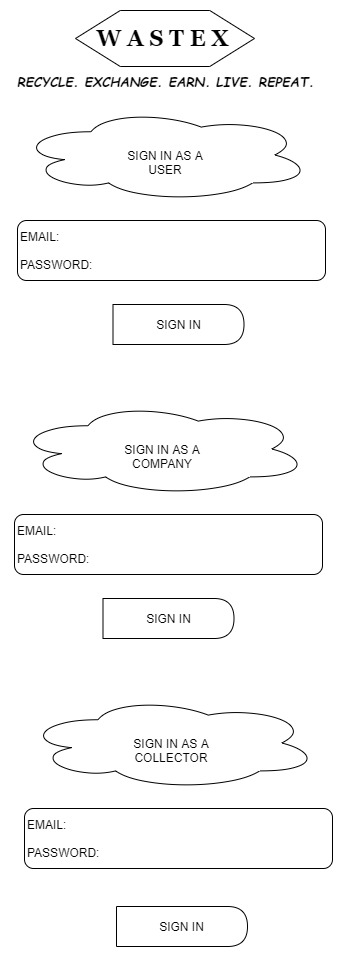 WASTEX
RECYCLE. EXCHANGE. EARN. LIVE. REPEAT.
SIGN IN AS A
USER
EMAIL:
PASSWORD:
SIGN IN
SIGN IN AS A
COMPANY
EMAIL:
PASSWORD:
SIGN IN
SIGN IN AS A
COLLECTOR
EMAIL:
PASSWORD:
SIGN IN